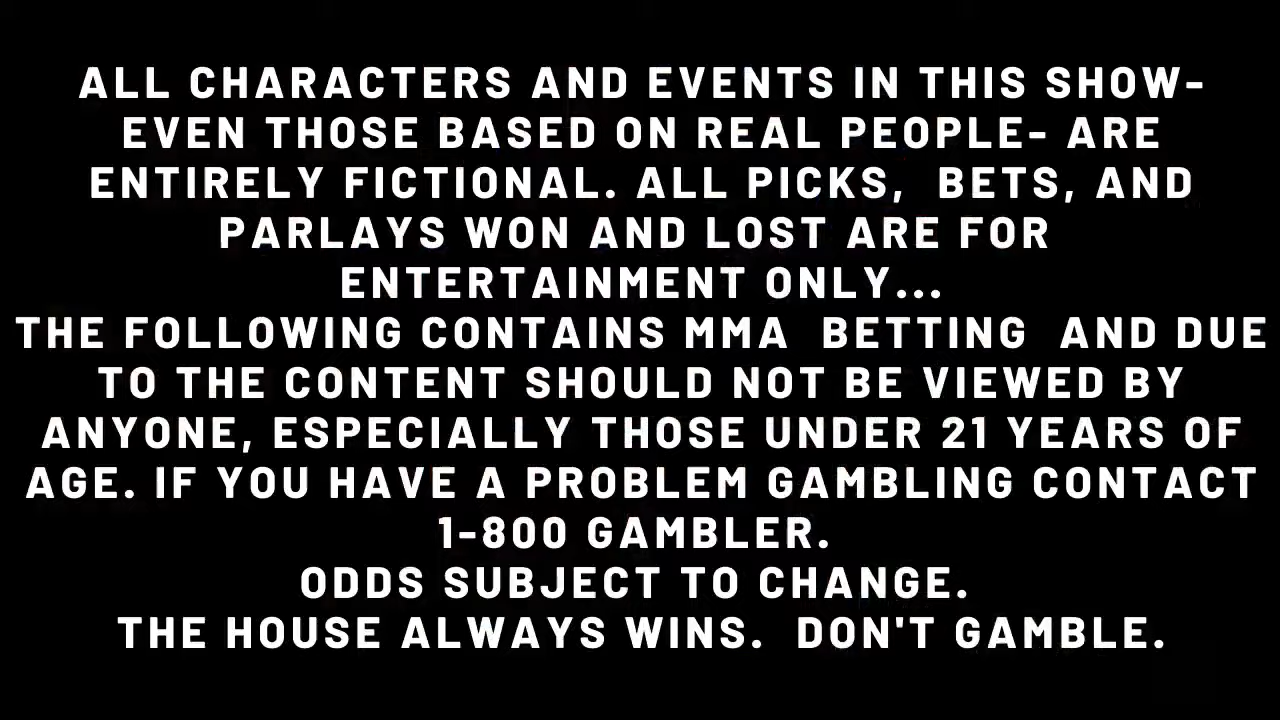 ALL CHARACTERS AND EVENTS IN THIS SHOW-
EVEN THOSE BASED ON REAL PEOPLE- ARE
ENTIRELY FICTIONAL. ALL PICKS,  BETS, AND
PARLAYS WON AND LOST ARE FOR
ENTERTAINMENT ONLY...
THE FOLLOWING CONTAINS MMA  BETTING  AND DUE
TO THE CONTENT SHOULD NOT BE VIEWED BY
ANYONE, ESPECIALLY THOSE UNDER 21 YEARS OF
AGE. IF YOU HAVE A PROBLEM GAMBLING CONTACT
1-800 GAMBLER.
ODDS SUBJECT TO CHANGE.
THE HOUSE ALWAYS WINS.  DON'T GAMBLE.